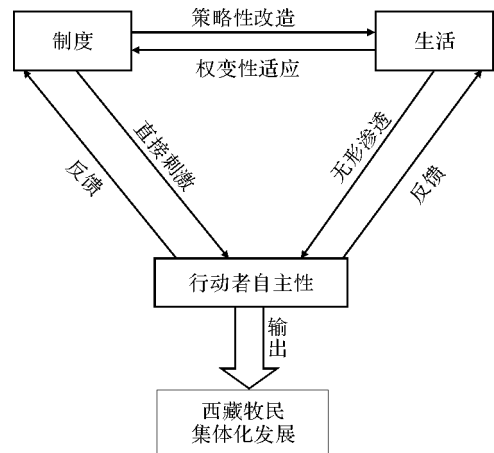 策略性改造
制度
生活
权变性适应
直接刺激
无形渗透
反馈
反馈
行动者自主性
输出
西藏牧民
集体化发展